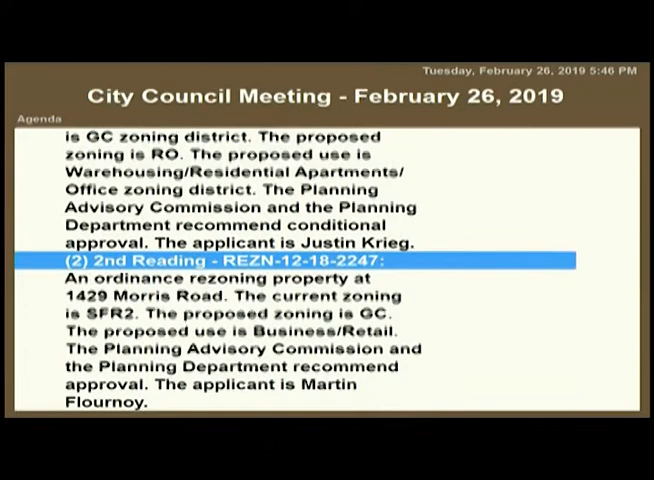 Tuesday, February 26, 2019 5:46 PM
City Council Meeting - February 26, 2019
Agenda
is GC zoning district. The proposed
zoning is RO. The proposed use is
Warehousing/Residential Apartments/
Office zoning district. The Planning
Advisory Commission and the Planning
Department recommend conditional
approval. The applicant is Justin Krieg.
(2) 2nd Reading - REZN-12-18-2247:
An ordinance rezoning property at
1429 Morris Road. The current zoning
is SFR2. The proposed zoning is GC.
The proposed use is Business/Retail.
The Planning Advisory Commission and
the Planning Department recommend
approval. The applicant is Martin
Flournoy.